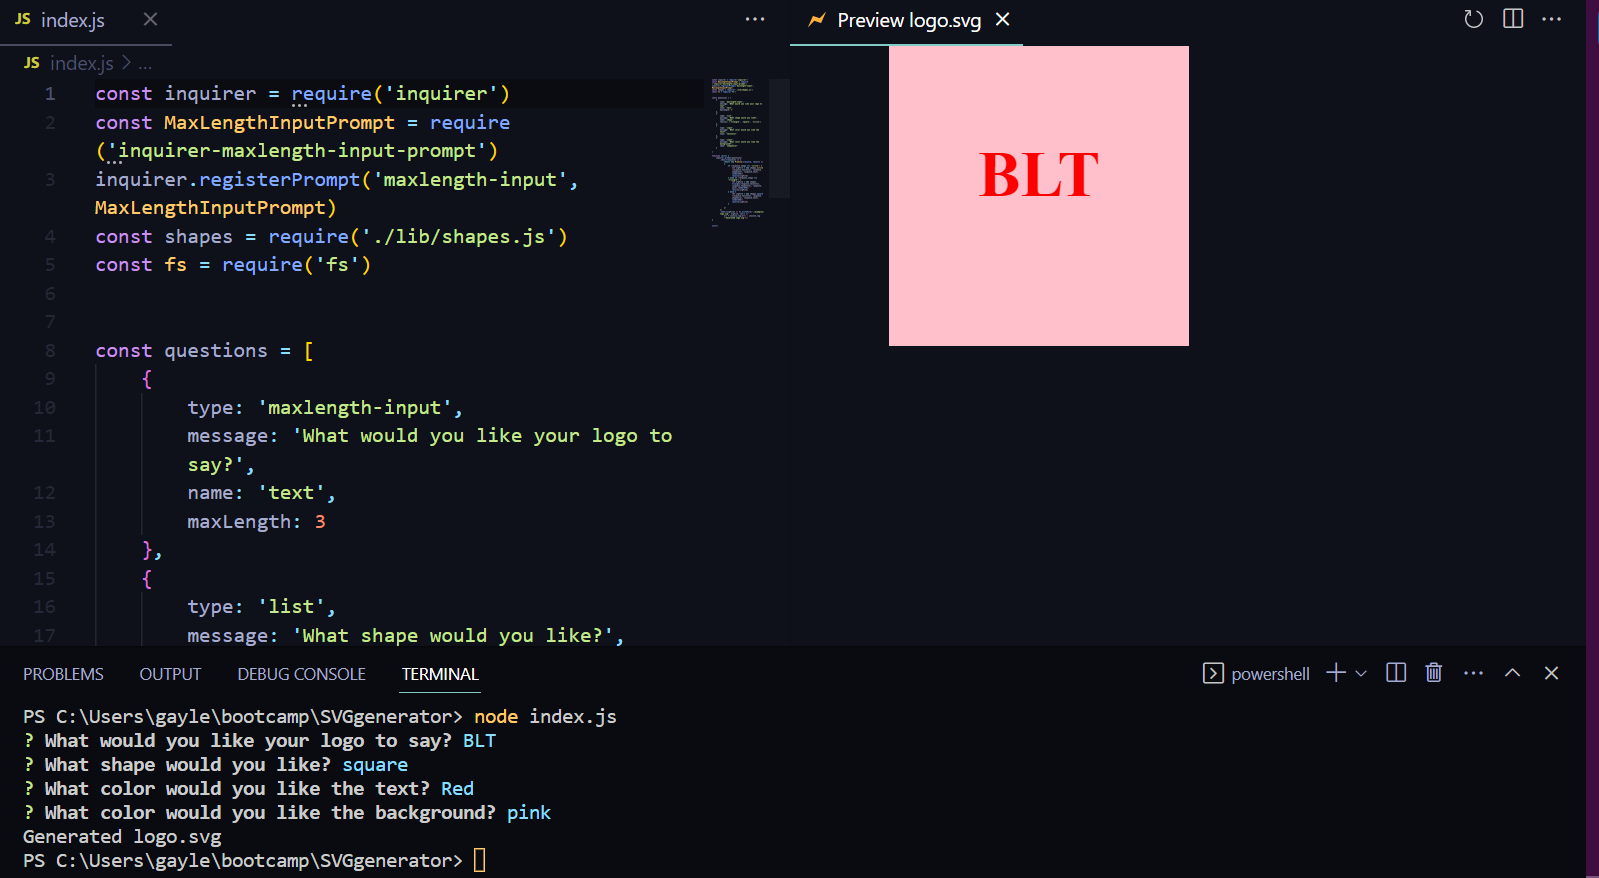 JS index.js
Preview logo.svg
JS index.js > ...
1 const inquirer = require('inquirer')
2 const MaxLengthInputPrompt = require
('inquirer-maxlength-input-prompt')
3 inquirer.registerPrompt('maxlength-input',
MaxLengthInputPrompt)
4 const shapes = require('./lib/shapes.js')
5 const fs = require('fs')
6
7
8 const questions = [
9 {
10 type: 'maxlength-input',
11 message: 'What would you like your logo to
say?',
12 name: 'text',
13 maxLength: 3
14 },
15 {
16 type: 'list',
17 message: 'What shape would you like?',
BLT
PROBLEMS OUTPUT DEBUG CONSOLE TERMINAL
powershell
PS C:\Users\gayle\bootcamp\SVGgenerator> node index.js
? What would you like your logo to say? BLT
? What shape would you like? square
? What color would you like the text? Red
? What color would you like the background? pink
Generated logo.svg
PS C:\Users\gayle\bootcamp\SVGgenerator>